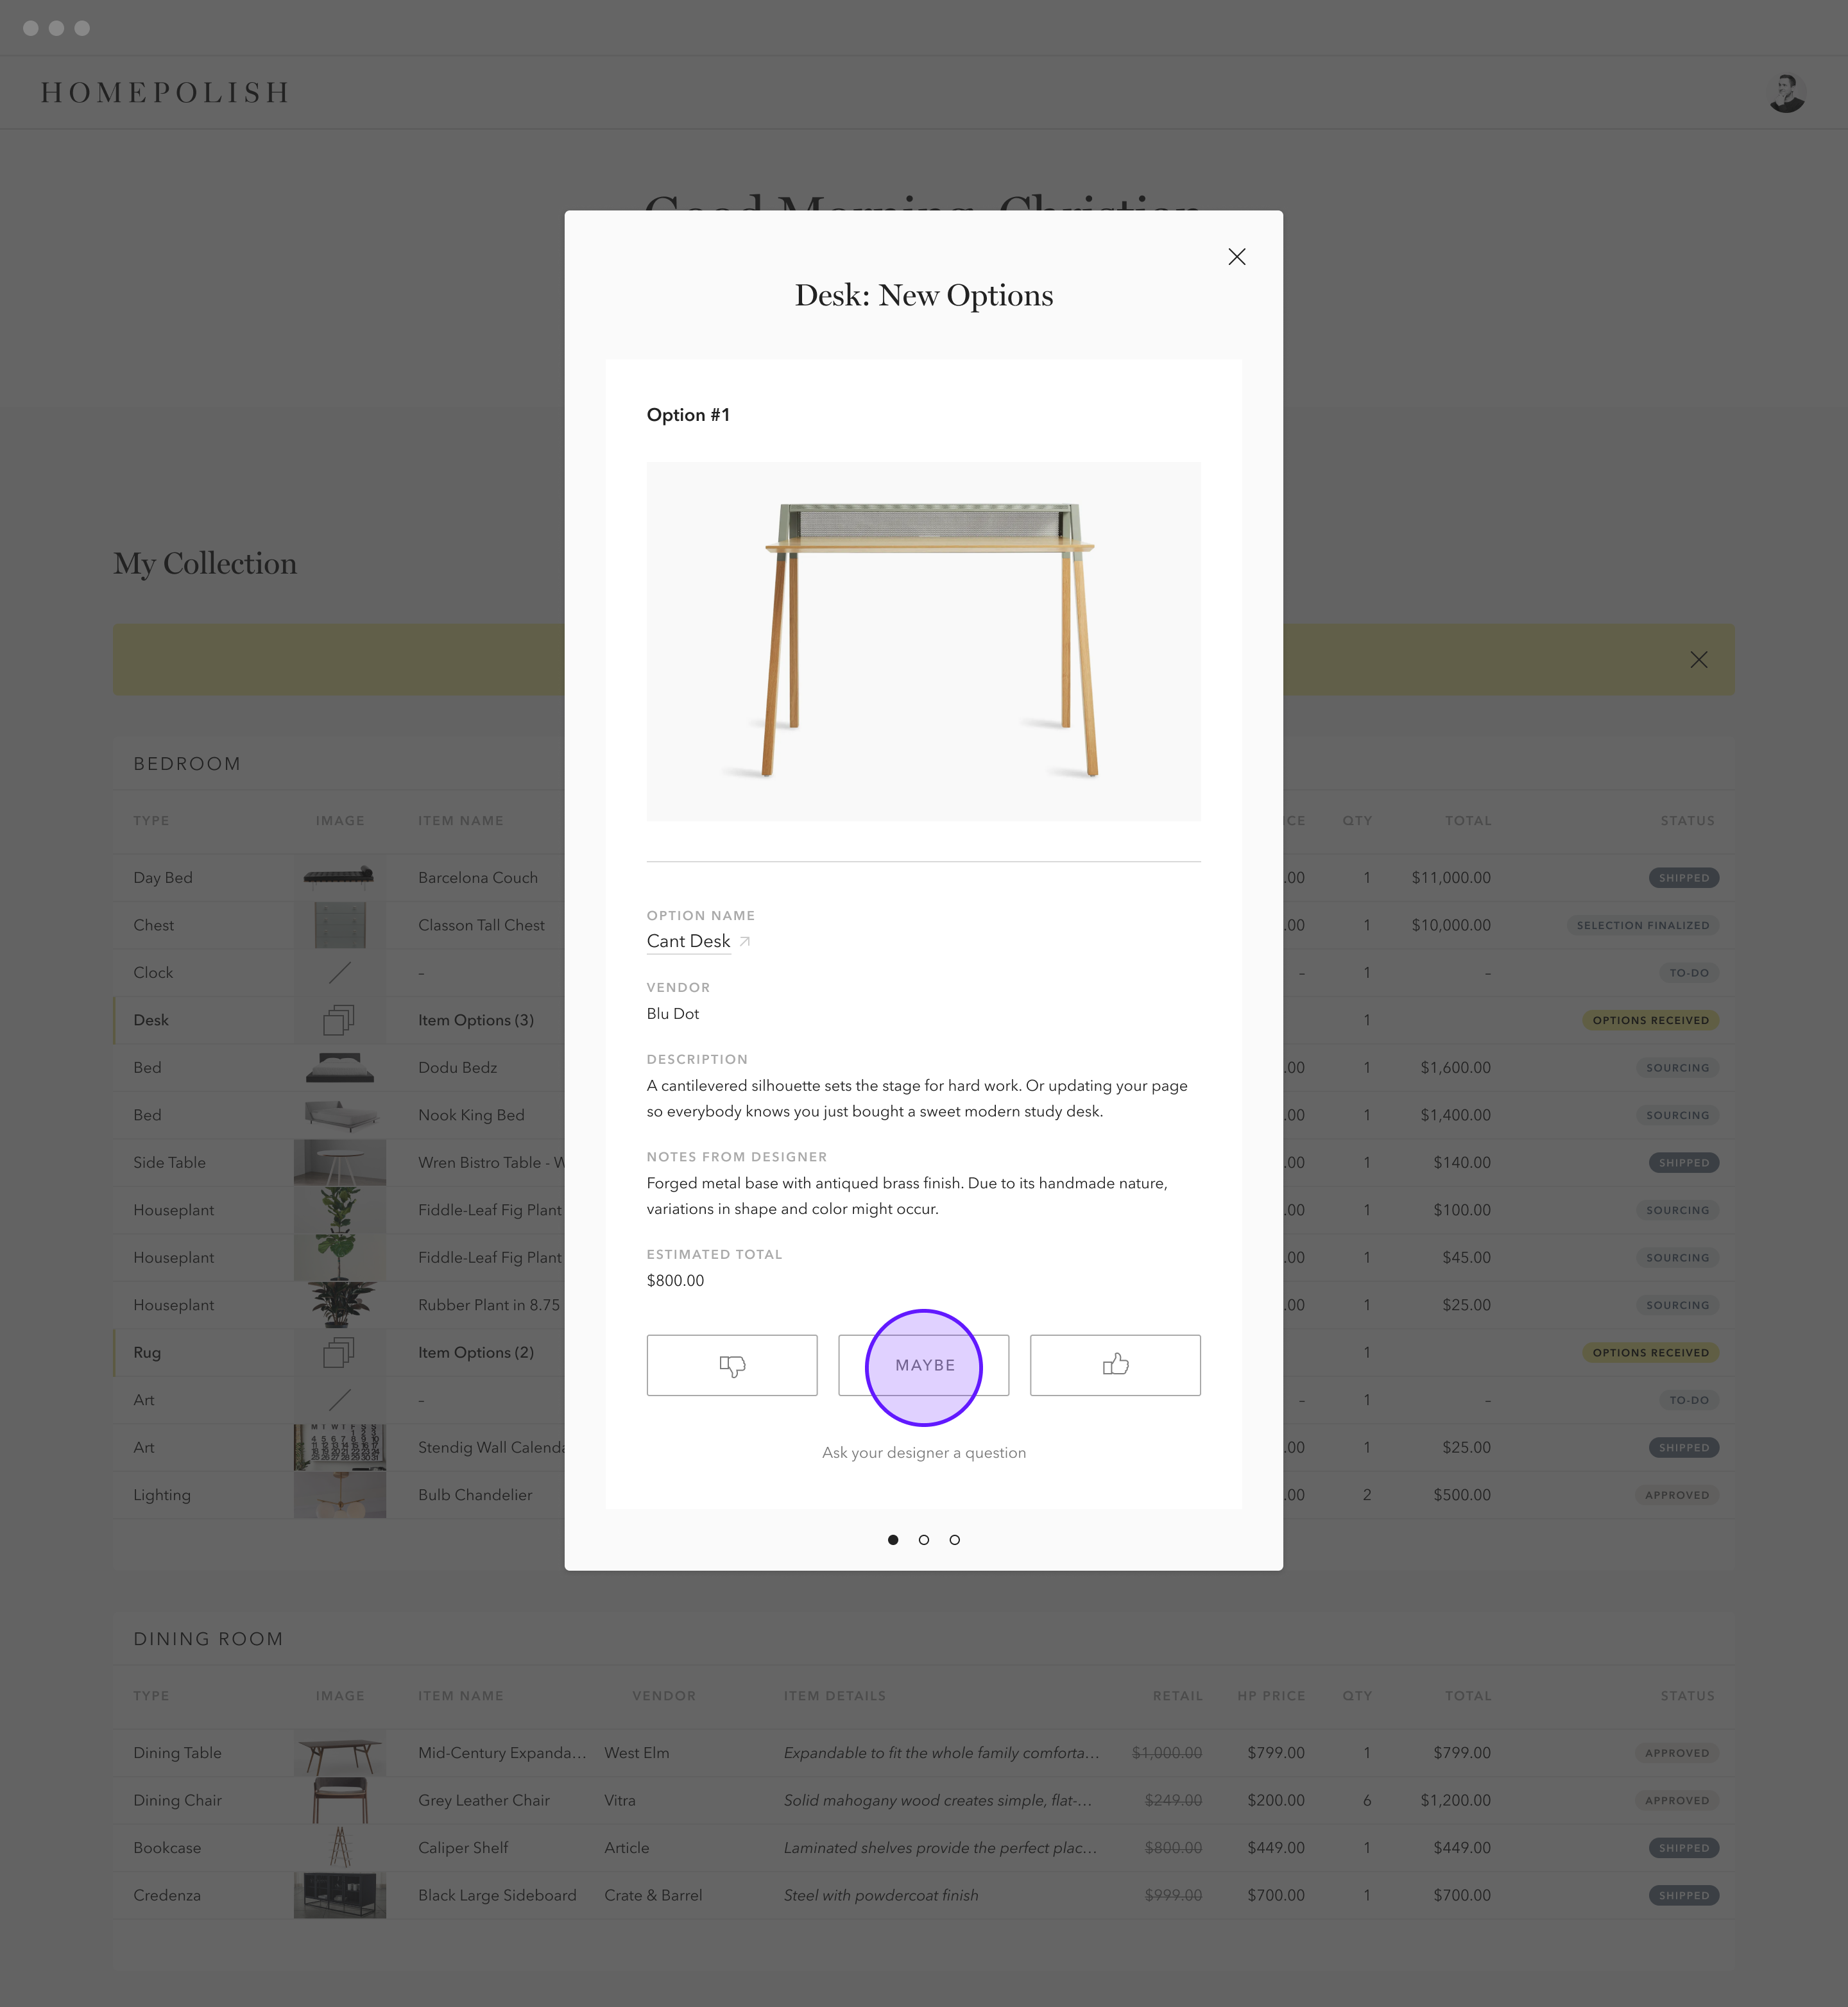 HOMEPOLISH
Good Morning, Christian
Desk: New Options
Option #1
My Collection
BEDROOM
TYPE IMAGE ITEM NAME ICE QTY TOTAL STATUS
Day Bed Barcelona Couch .00 1 $11,000.00 SHIPPED
Chest Classon Tall Chest .00 1 $10,000.00 SELECTION FINALIZED
Clock – – 1 – TO-DO
Desk Item Options (3) 1 OPTIONS RECEIVED
Bed Dodu Bedz .00 1 $1,600.00 SOURCING
Bed Nook King Bed .00 1 $1,400.00 SOURCING
Side Table Wren Bistro Table - W .00 1 $140.00 SHIPPED
Houseplant Fiddle-Leaf Fig Plant .00 1 $100.00 SOURCING
Houseplant Fiddle-Leaf Fig Plant .00 1 $45.00 SOURCING
Houseplant Rubber Plant in 8.75 .00 1 $25.00 SOURCING
Rug Item Options (2) 1 OPTIONS RECEIVED
Art – – 1 – TO-DO
Art Stendig Wall Calenda .00 1 $25.00 SHIPPED
Lighting Bulb Chandelier .00 2 $500.00 APPROVED
OPTION NAME
Cant Desk
VENDOR
Blu Dot
DESCRIPTION
A cantilevered silhouette sets the stage for hard work. Or updating your page
so everybody knows you just bought a sweet modern study desk.
NOTES FROM DESIGNER
Forged metal base with antiqued brass finish. Due to its handmade nature,
variations in shape and color might occur.
ESTIMATED TOTAL
$800.00
MAYBE
Ask your designer a question
DINING ROOM
TYPE IMAGE ITEM NAME VENDOR ITEM DETAILS RETAIL HP PRICE QTY TOTAL STATUS
Dining Table Mid-Century Expanda... West Elm Expandable to fit the whole family comforta... $1,000.00 $799.00 1 $799.00 APPROVED
Dining Chair Grey Leather Chair Vitra Solid mahogany wood creates simple, flat-... $249.00 $200.00 6 $1,200.00 APPROVED
Bookcase Caliper Shelf Article Laminated shelves provide the perfect plac... $800.00 $449.00 1 $449.00 SHIPPED
Credenza Black Large Sideboard Crate & Barrel Steel with powdercoat finish $999.00 $700.00 1 $700.00 SHIPPED